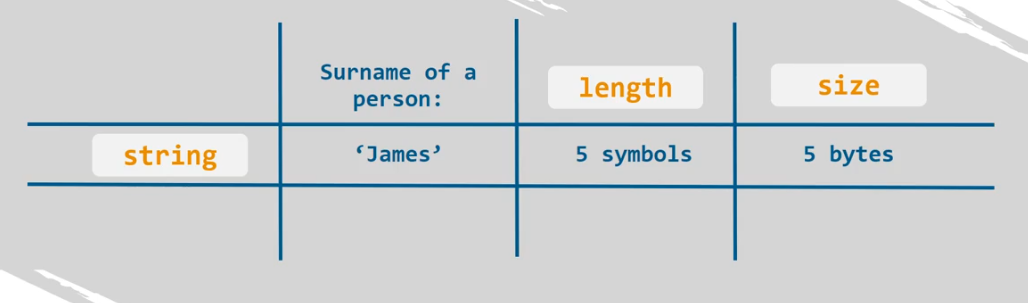 Surname of a
person:
length
size
string
‘James’
5 symbols
5 bytes